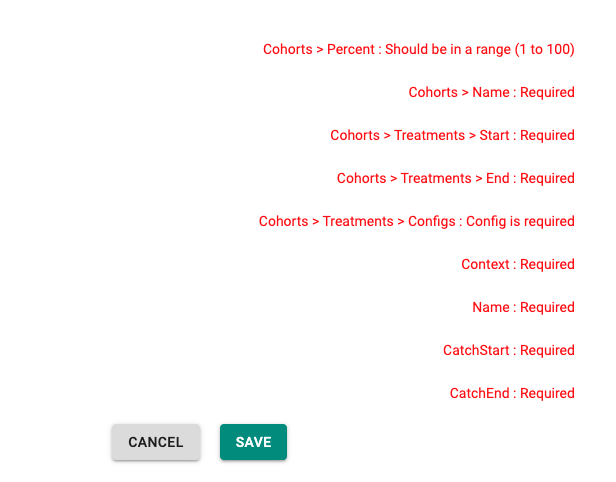 Cohorts > Percent : Should be in a range (1 to 100)
Cohorts > Name : Required
Cohorts > Treatments > Start : Required
Cohorts > Treatments > End : Required
Cohorts > Treatments > Configs : Config is required
Context : Required
Name : Required
CatchStart : Required
CatchEnd : Required
CANCEL SAVE